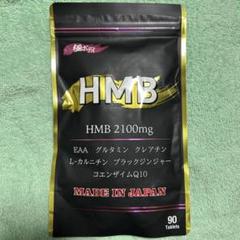 HMB
HMB 2100mg
EAA グルタミン クレアチン
L-カルニチン ブラックジンジャー
コエンザイムQ10
MADE IN JAPAN
90
Tablets